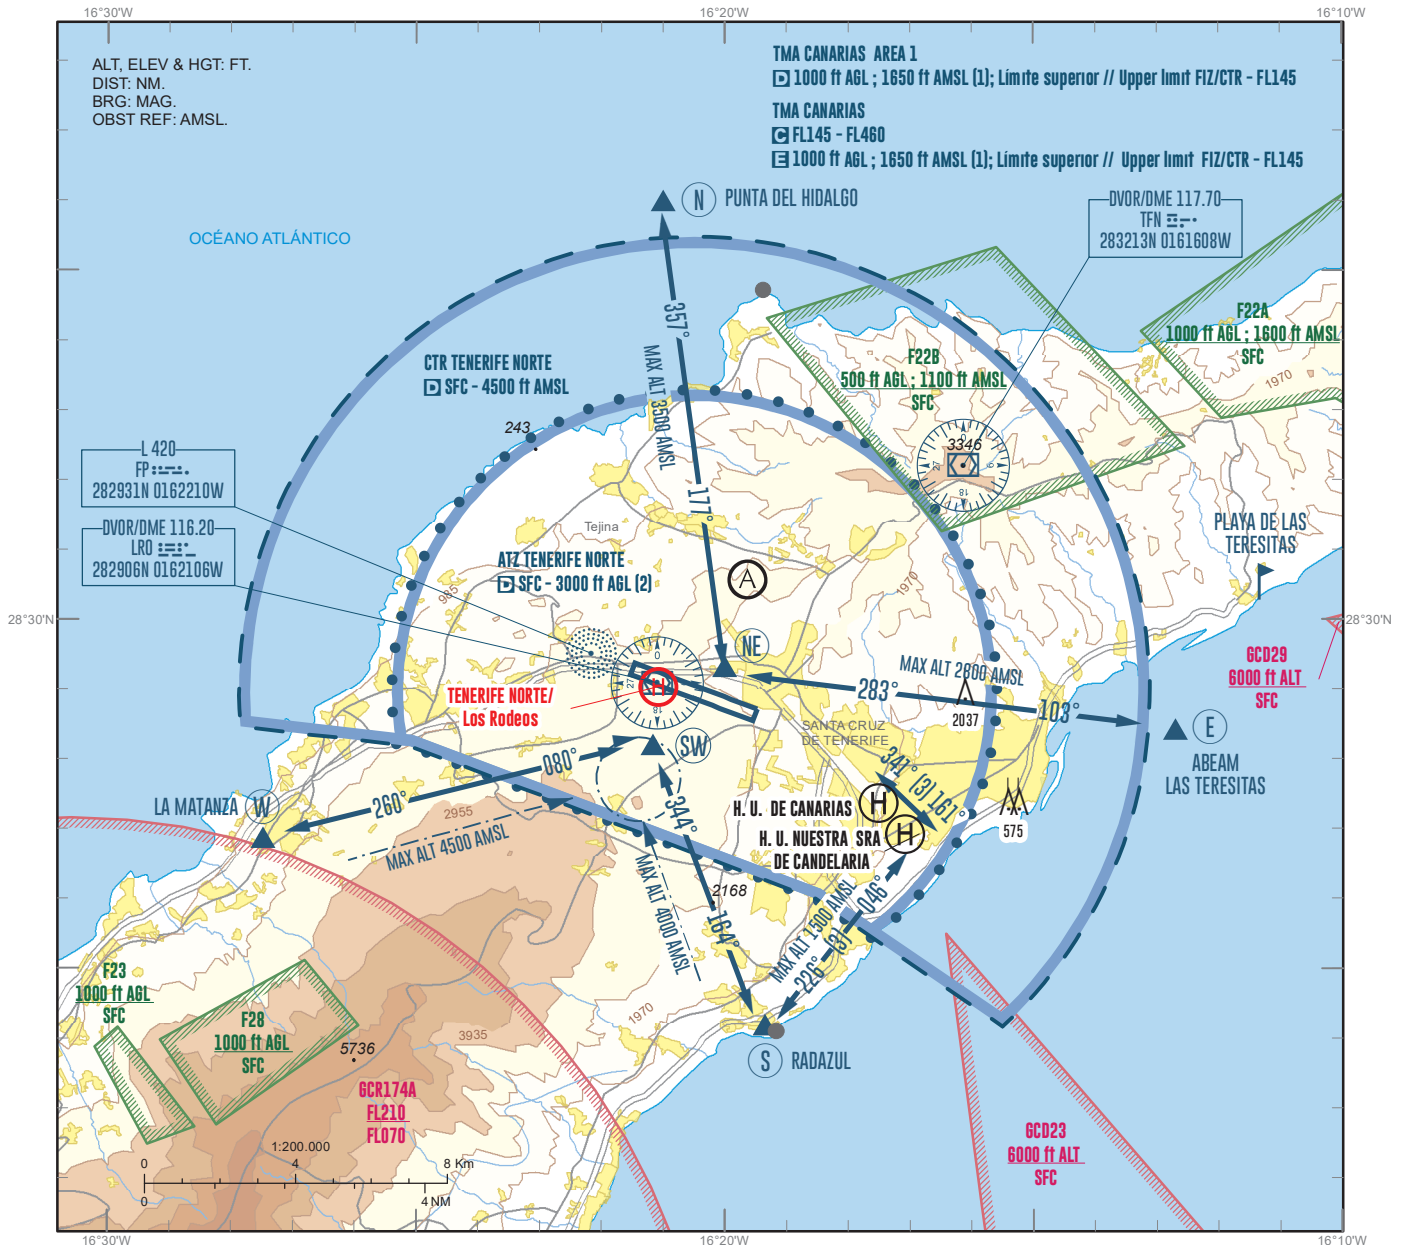 16°30'W
16°20'W
16°10'W
ALT, ELEV & HGT: FT.
DIST: NM.
BRG: MAG.
OBST REF: AMSL.
TMA CANARIAS AREA 1
D 1000 ft AGL ; 1650 ft AMSL (1); Límite superior // Upper limit FIZ/CTR - FL145
TMA CANARIAS
C FL145 - FL460
E 1000 ft AGL ; 1650 ft AMSL (1); Límite superior // Upper limit FIZ/CTR - FL145
N PUNTA DEL HIDALGO
DVOR/DME 117.70
TFN
283213N 0161608W
OCÉANO ATLÁNTICO
F22A
1000 ft AGL ; 1600 ft AMSL
SFC
1970
357°
MAX ALT 3500 AMSL
177°
F22B
500 ft AGL ; 1100 ft AMSL
SFC
CTR TENERIFE NORTE
D SFC - 4500 ft AMSL
243
3346
0
9
18
27
L 420
FP
282931N 0162210W
DVOR/DME 116.20
LRO
282906N 0162106W
Tejina
PLAYA DE LAS
TERESITAS
ATZ TENERIFE NORTE
D SFC - 3000 ft AGL (2)
A
985
1970
28°30'N
28°30'N
NE
GCD29
6000 ft ALT
SFC
MAX ALT 2800 AMSL
283°
103°
2037
0
27
18
H
TENERIFE NORTE/
Los Rodeos
SANTA CRUZ
DE TENERIFE
E
ABEAM
LAS TERESITAS
SW
080°
260°
LA MATANZA W
2955
MAX ALT 4500 AMSL
341° (3) 161°
344°
164°
H. U. DE CANARIAS H
H. U. NUESTRA SRA
DE CANDELARIA
H
575
MAX ALT 4000 AMSL
2168
MAX ALT 1500 AMSL
046°
226° (3)
F23
1000 ft AGL
SFC
F28
1000 ft AGL
SFC
5736
3935
1970
S RADAZUL
GCR174A
FL210
FL070
GCD23
6000 ft ALT
SFC
1:200.000
0
4
8 Km
0
4 NM
16°30'W
16°20'W
16°10'W